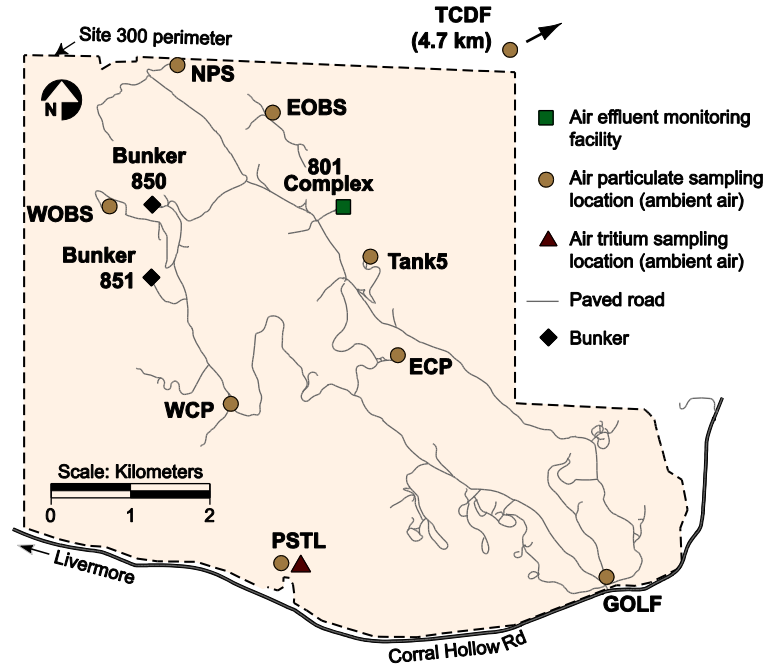 TCDF
(4.7 km)
Site 300 perimeter
NPS
N
EOBS
Air effluent monitoring
facility
Bunker
850
801
Complex
Air particulate sampling
location (ambient air)
WOBS
Air tritium sampling
location (ambient air)
Bunker
851
Tank5
Paved road
Bunker
ECP
WCP
Scale: Kilometers
0 1 2
PSTL
Livermore
GOLF
Corral Hollow Rd